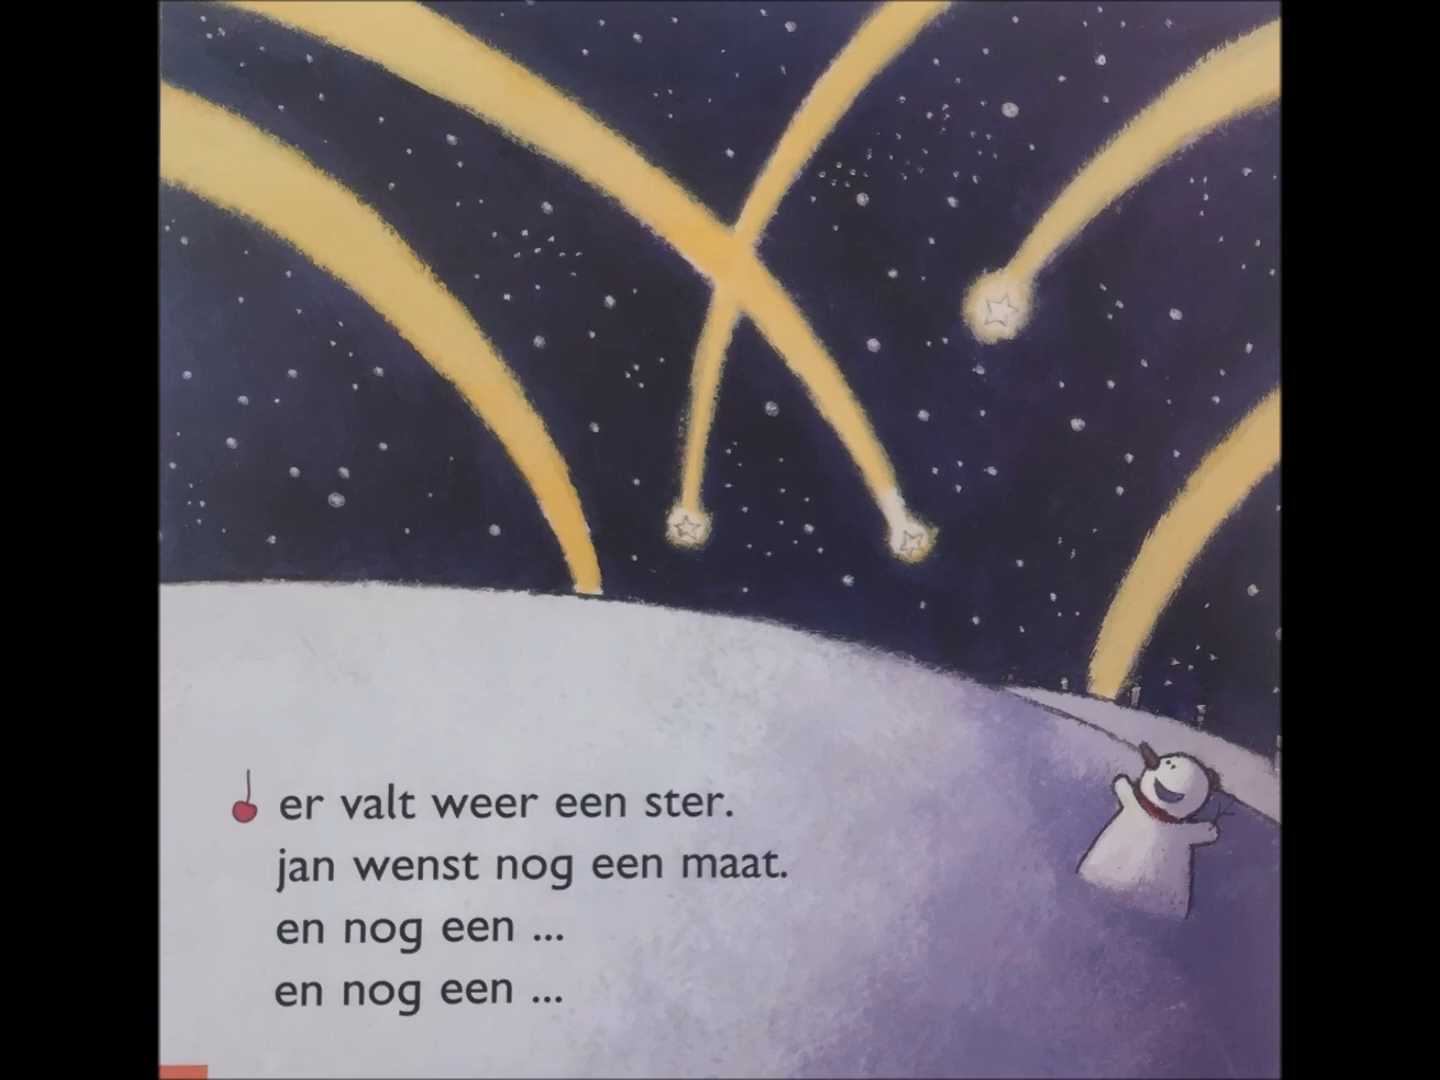 er valt weer een ster.
jan wenst nog een maat.
en nog een ...
en nog een ...